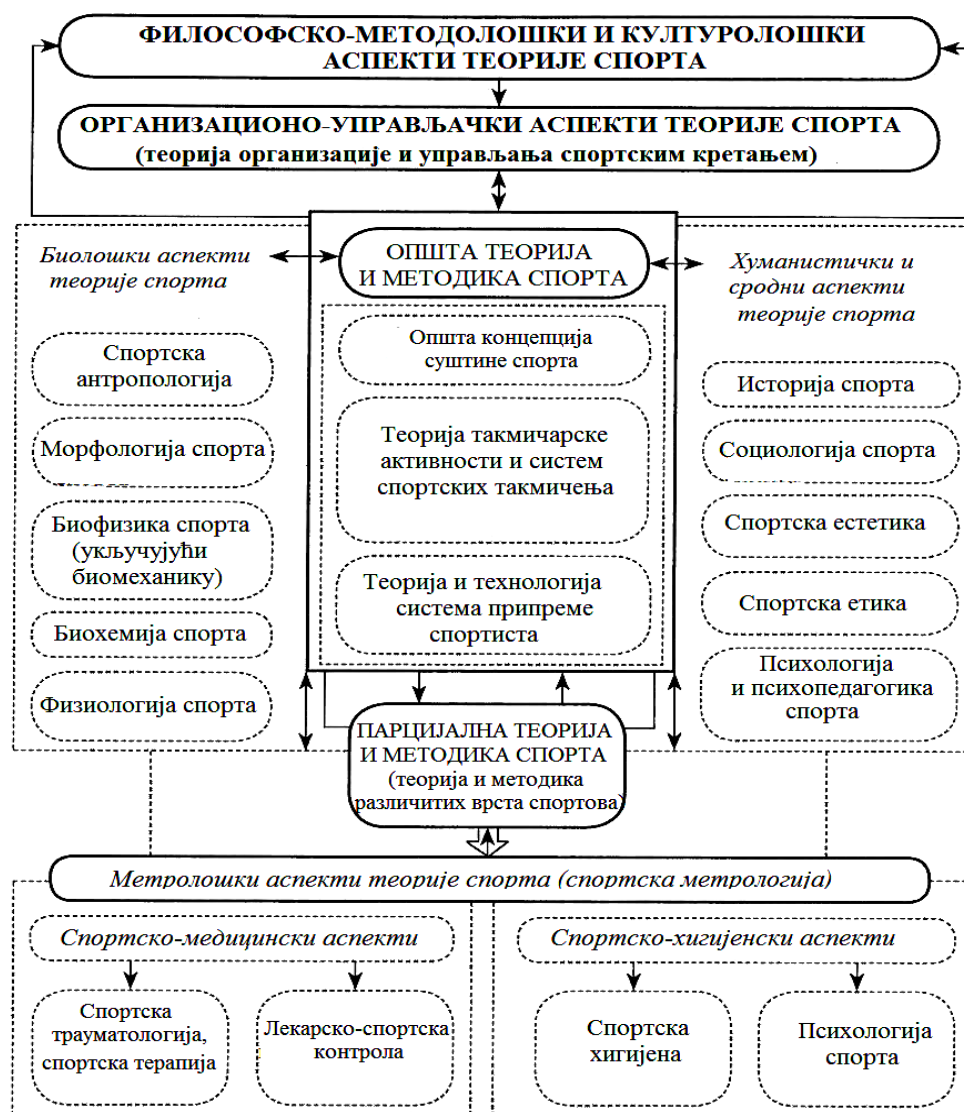 ФИЛОСОФСКО-МЕТОДОЛОШКИ И КУЛТУРОЛОШКИ
АСПЕКТИ ТЕОРИЈЕ СПОРТА
ОРГАНИЗАЦИОНО-УПРАВЉАЧКИ АСПЕКТИ ТЕОРИЈЕ СПОРТА
(теорија организације и управљања спортским кретањем)
Биолошки аспекти
теорије спорта
Спортска
антропологија
Морфологија спорта
Биофизика спорта
(укључујући
биомеханику)
Биохемија спорта
Физиологија спорта
ОПШТА ТЕОРИЈА
И МЕТОДИКА СПОРТА
Општа концепција
суштине спорта
Теорија такмичарске
активности и систем
спортских такмичења
Теорија и технологија
система припреме
спортиста
Хуманистички и
сродни аспекти
теорије спорта
Историја спорта
Социологија спорта
Спортска естетика
Спортска етика
Психологија
и психопедагогика
спорта
ПАРЦИЈАЛНА ТЕОРИЈА
И МЕТОДИКА СПОРТА
(теорија и методика
различитих врста спортова)
Метролошки аспекти теорије спорта (спортска метрологија)
Спортско-медицински аспекти
Спортска
трауматологија,
спортска терапија
Лекарско-спортска
контрола
Спортско-хигијенски аспекти
Спортска
хигијена
Психологија
спорта